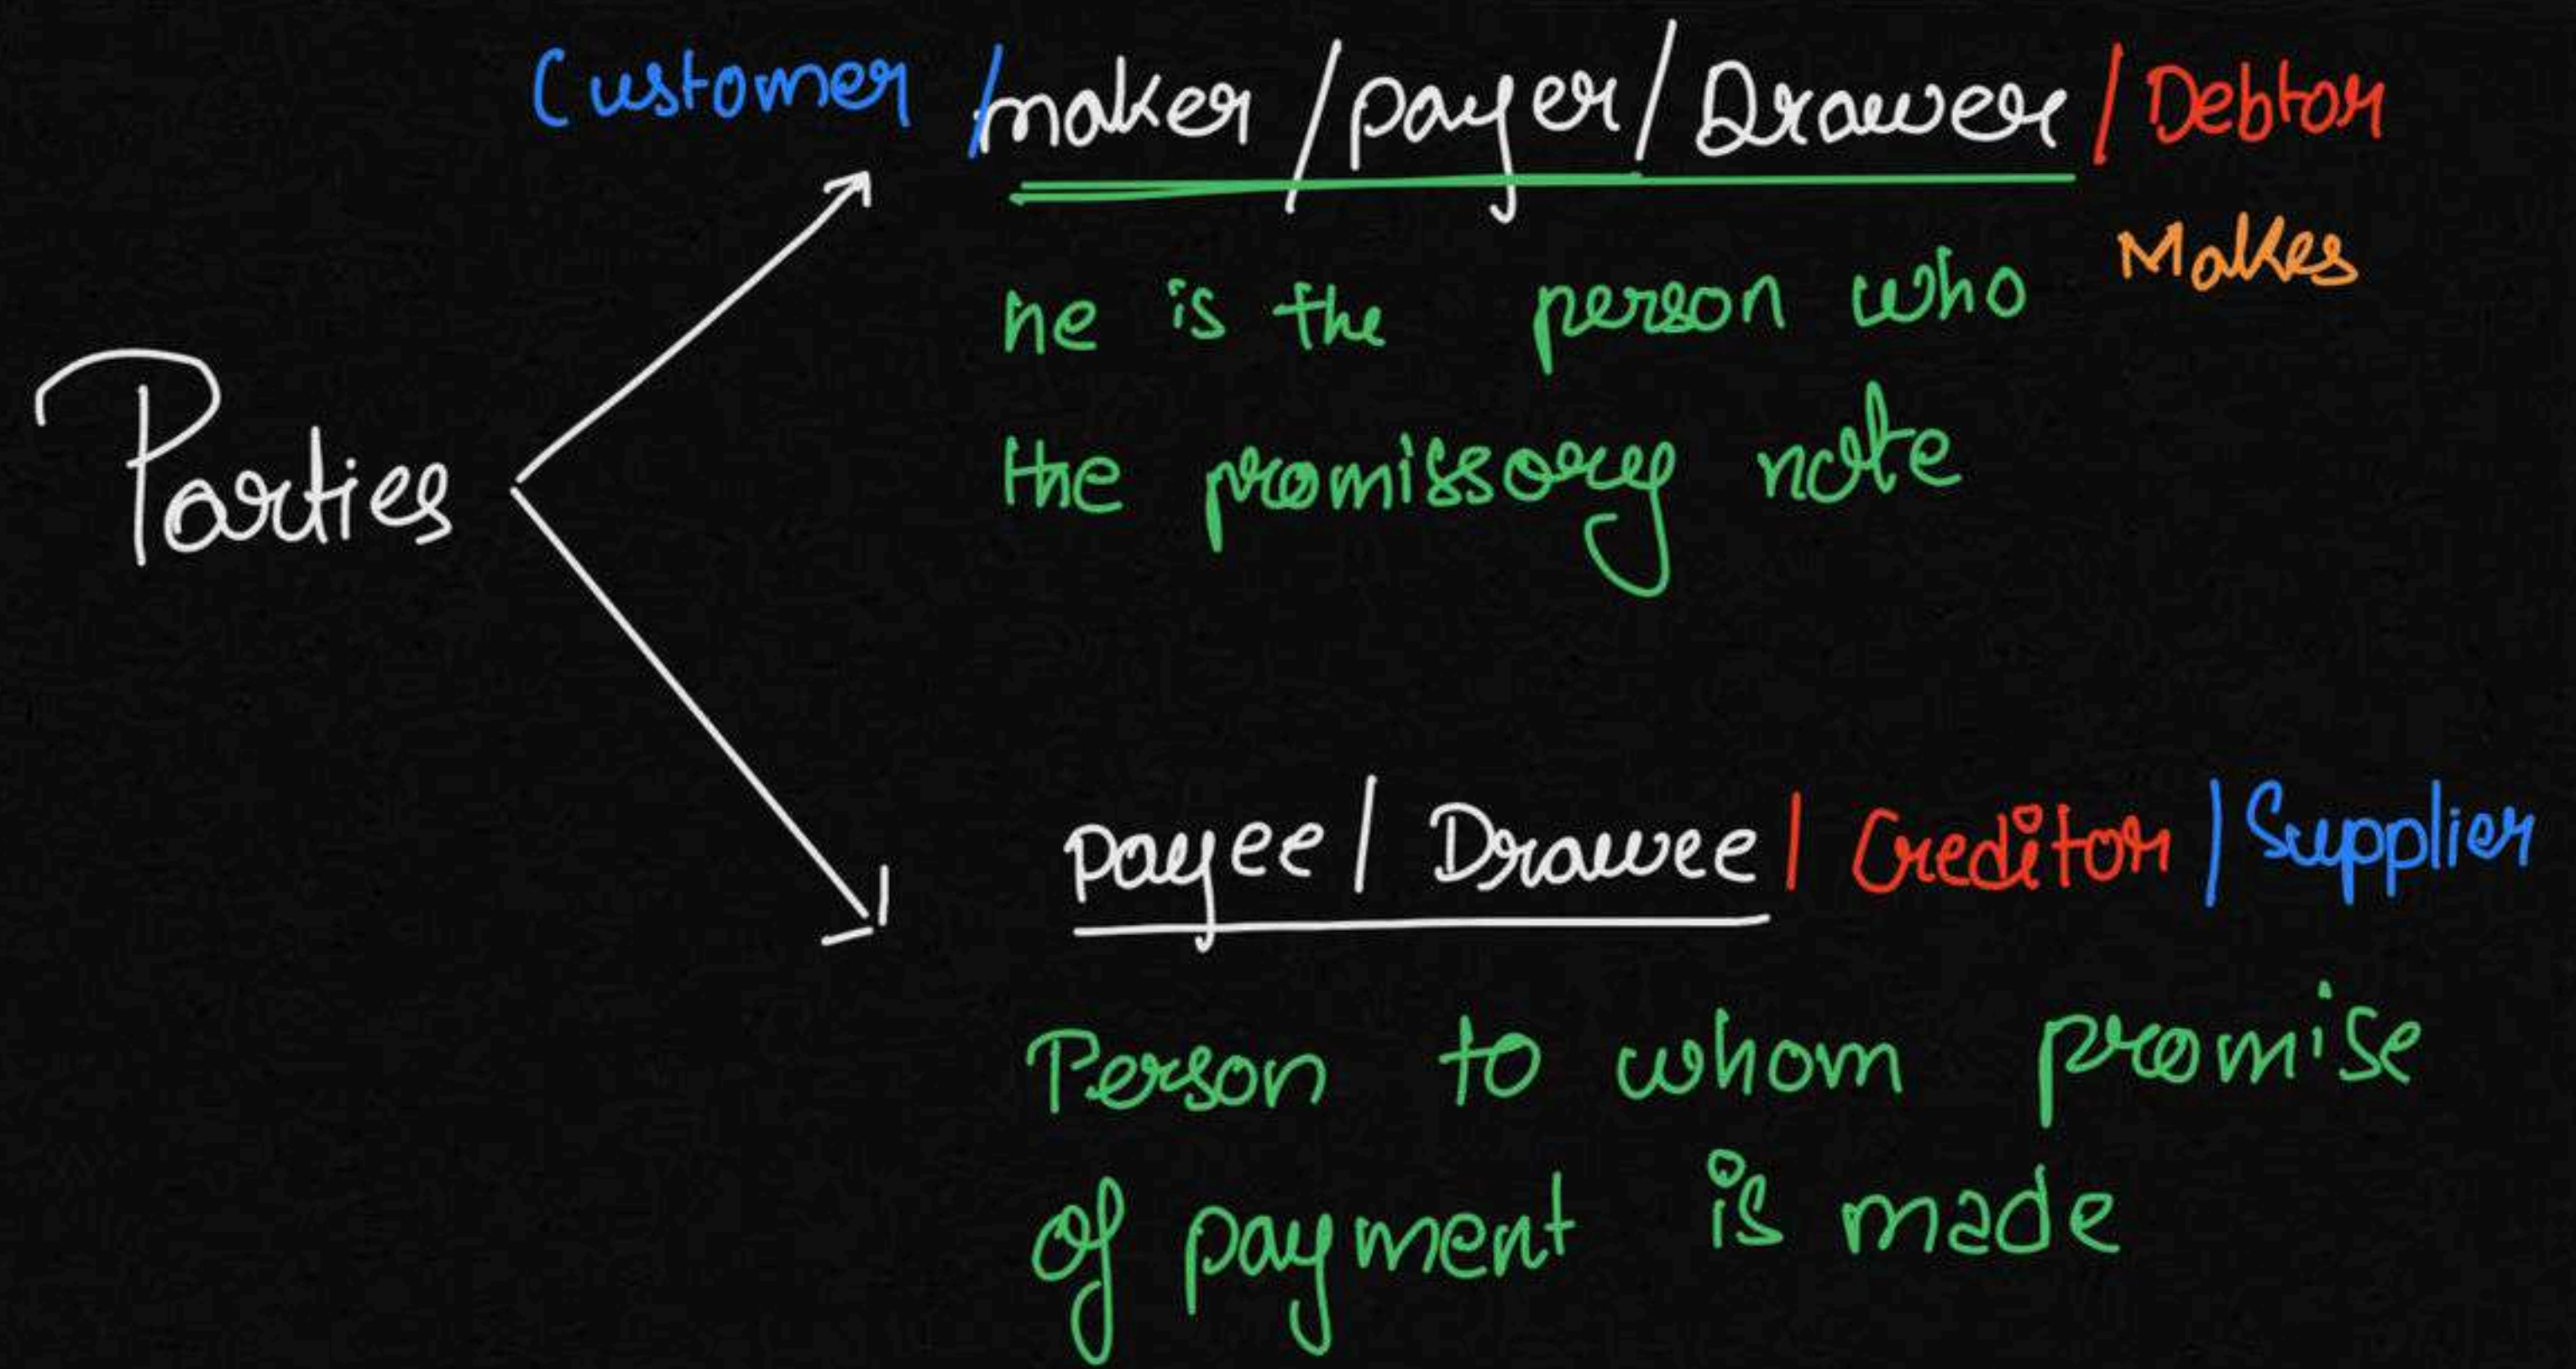 Customer /maker /payer/Drawer /Debtor
he is the person who Makes
the promissory note
Parties
payee/ Drawee/ Creditor /Supplier
Person to whom promise
of payment is made